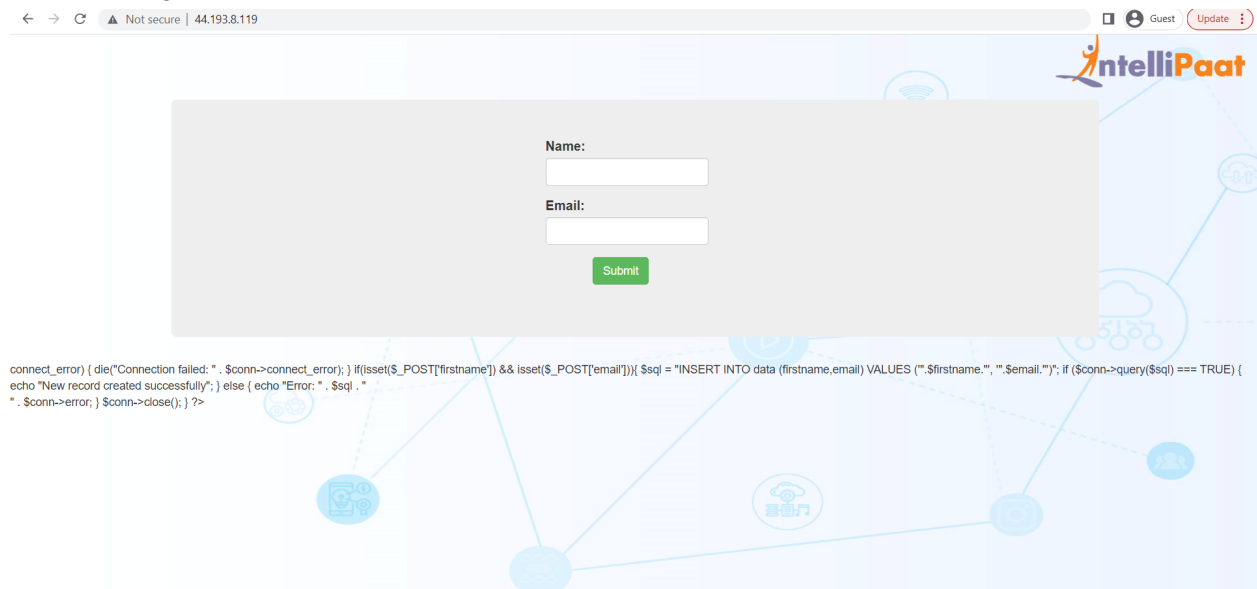 Not secure | 44.193.8.119
Guest
Update
IntelliPaat
Name:
Email:
Submit
connect_error) { die("Connection failed: " . $conn->connect_error); } if(isset($_POST['firstname']) && isset($_POST['email'])){ $sql = "INSERT INTO data (firstname,email) VALUES ('".$firstname."', '".$email."')"; if ($conn->query($sql) === TRUE) {
echo "New record created successfully"; } else { echo "Error: " . $sql . "
" . $conn->error; } $conn->close(); } ?>